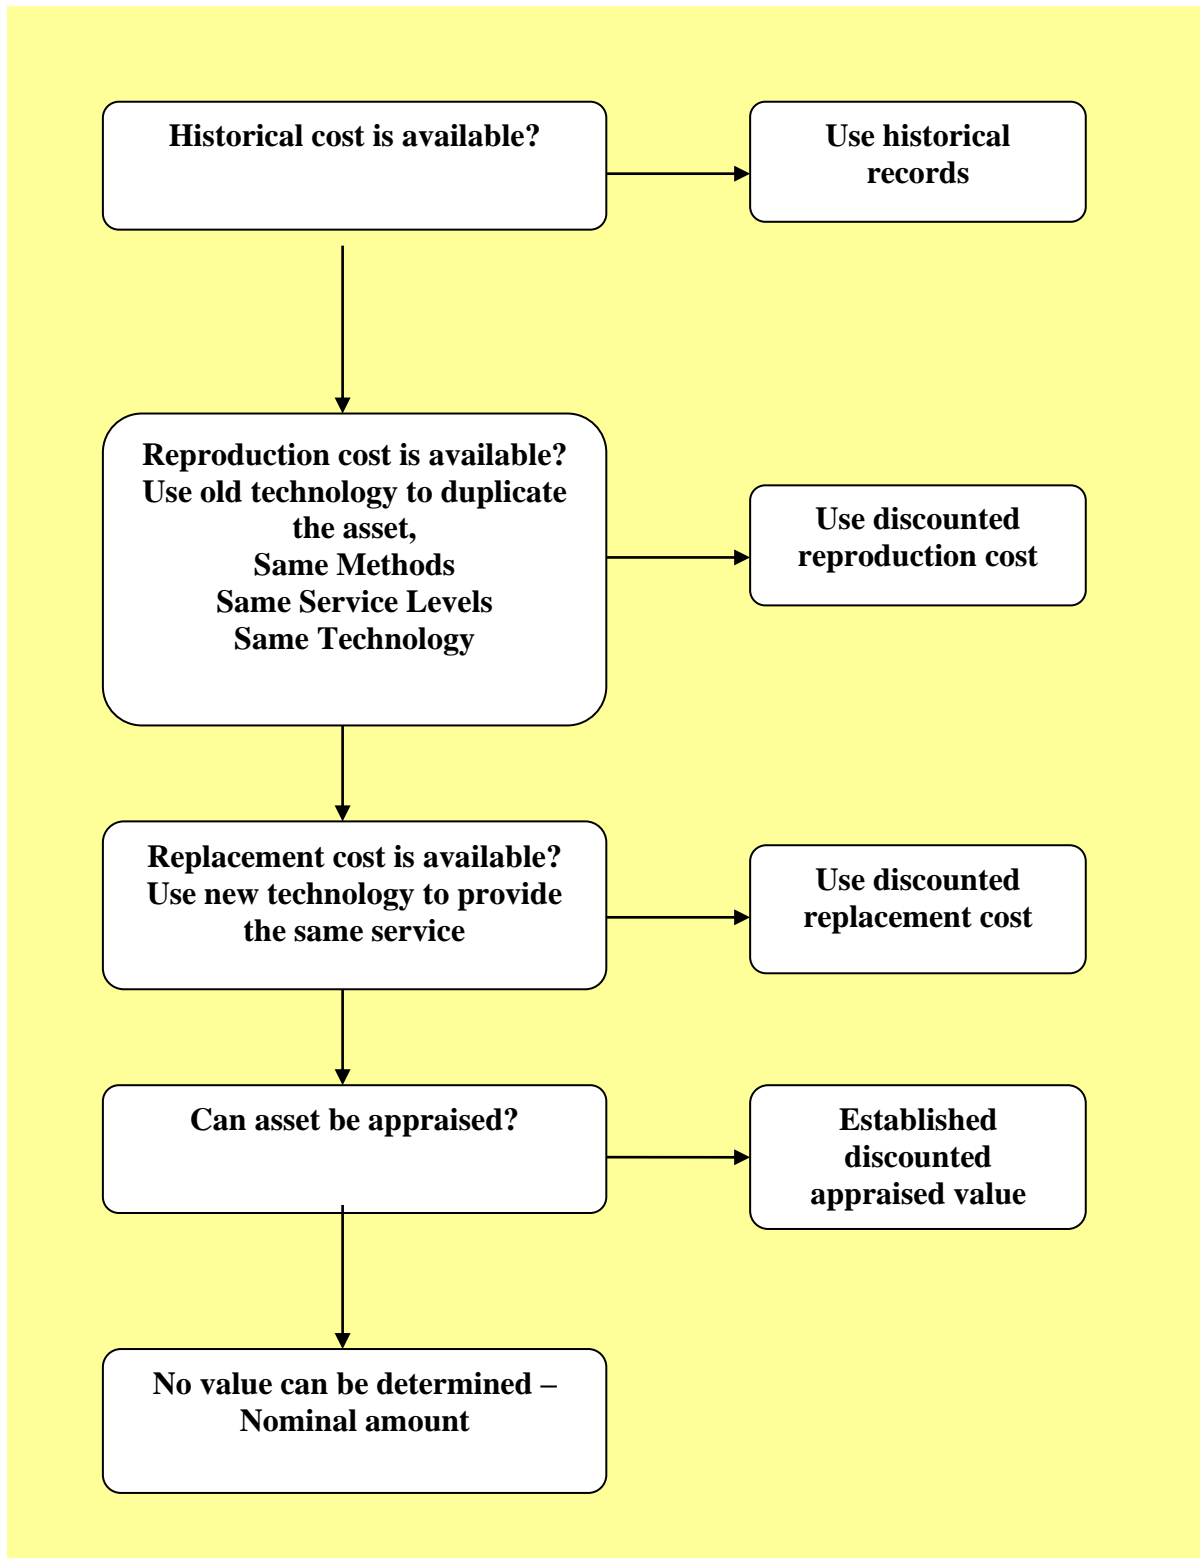 Historical cost is available?
Use historical
records
Reproduction cost is available?
Use old technology to duplicate
the asset,
Same Methods
Same Service Levels
Same Technology
Use discounted
reproduction cost
Replacement cost is available?
Use new technology to provide
the same service
Use discounted
replacement cost
Can asset be appraised?
Established
discounted
appraised value
No value can be determined –
Nominal amount